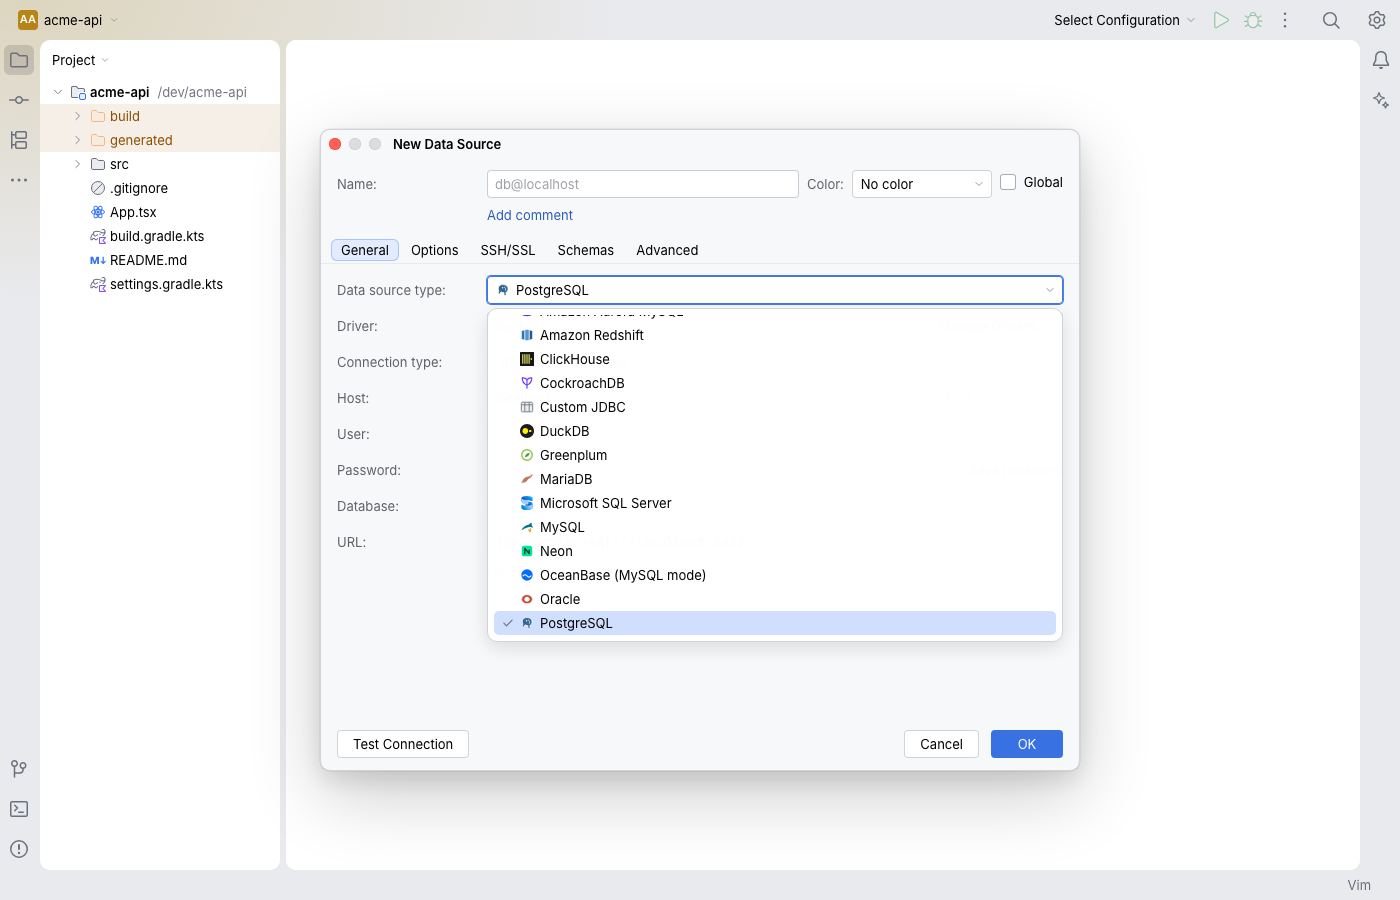 AA acme-api
Select Configuration
Project
acme-api /dev/acme-api
build
generated
src
.gitignore
App.tsx
build.gradle.kts
M↓ README.md
settings.gradle.kts
New Data Source
Name: db@localhost Color: No color Global
Add comment
General Options SSH/SSL Schemas Advanced
Data source type: PostgreSQL
Driver:
Connection type:
Host:
User:
Password:
Database:
URL:
Amazon Aurora MySQL
Amazon Redshift
ClickHouse
CockroachDB
Custom JDBC
DuckDB
Greenplum
MariaDB
Microsoft SQL Server
MySQL
Neon
OceanBase (MySQL mode)
Oracle
PostgreSQL
Test Connection Cancel OK
Vim